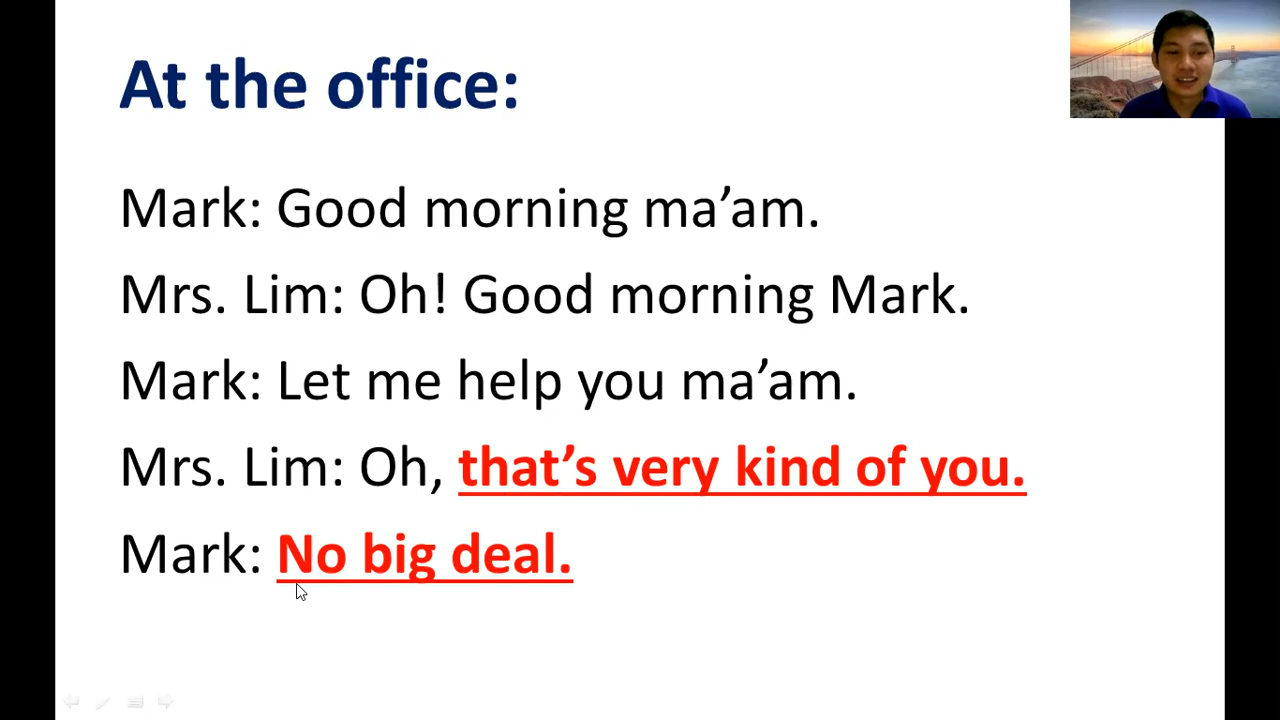 At the office:
Mark: Good morning ma’am.
Mrs. Lim: Oh! Good morning Mark.
Mark: Let me help you ma’am.
Mrs. Lim: Oh, that’s very kind of you.
Mark: No big deal.